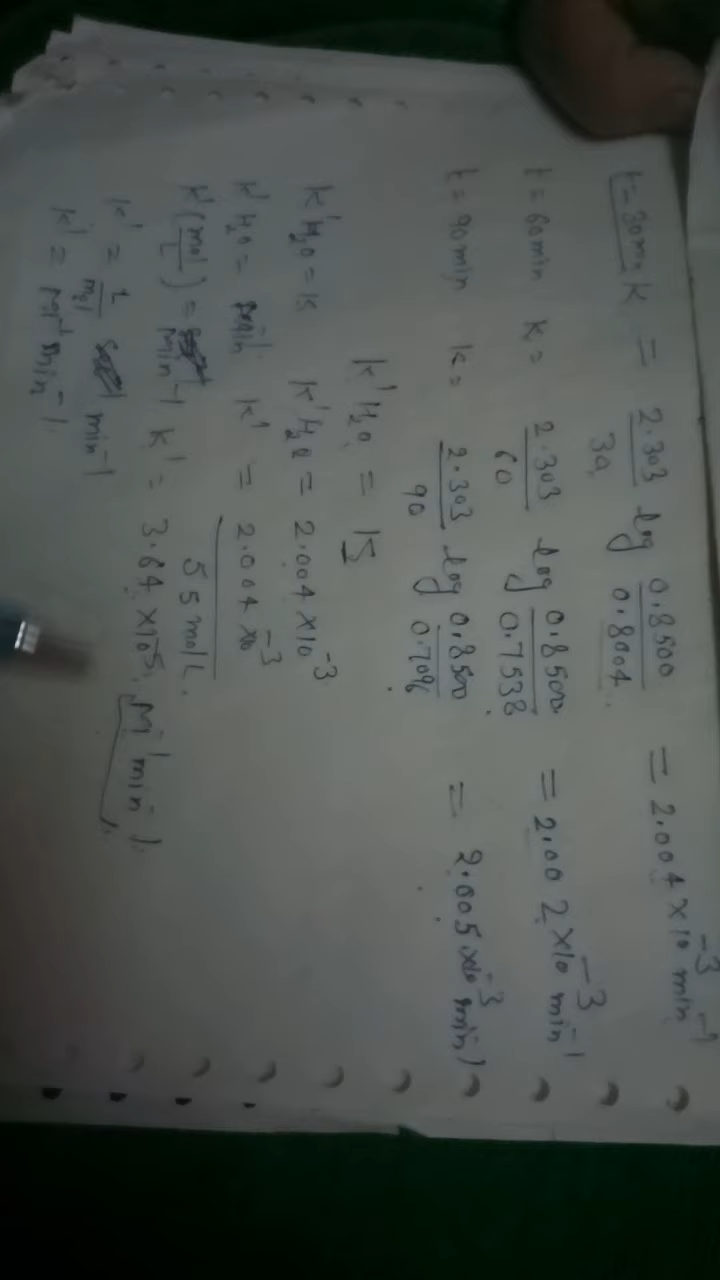 t=30min K = 2.303/30 log 0.8500/0.8004 = 2.004×10⁻³ min⁻¹
t=60min K = 2.303/60 log 0.8500/0.7538 = 2.002×10⁻³ min⁻¹
t=90min K = 2.303/90 log 0.8500/0.7096 = 2.005×10⁻³ min⁻¹
K'H₂O = K
K'H₂O = K'H₂O = 2.004×10⁻³
K'H₂O = min⁻¹ K' = 2.004×10⁻³ / 55 mol/L
K'(mol/L) = min⁻¹ K' = 3.64×10⁻⁵ M⁻¹ min⁻¹
K' = L/mol min⁻¹
K' = M⁻¹ min⁻¹